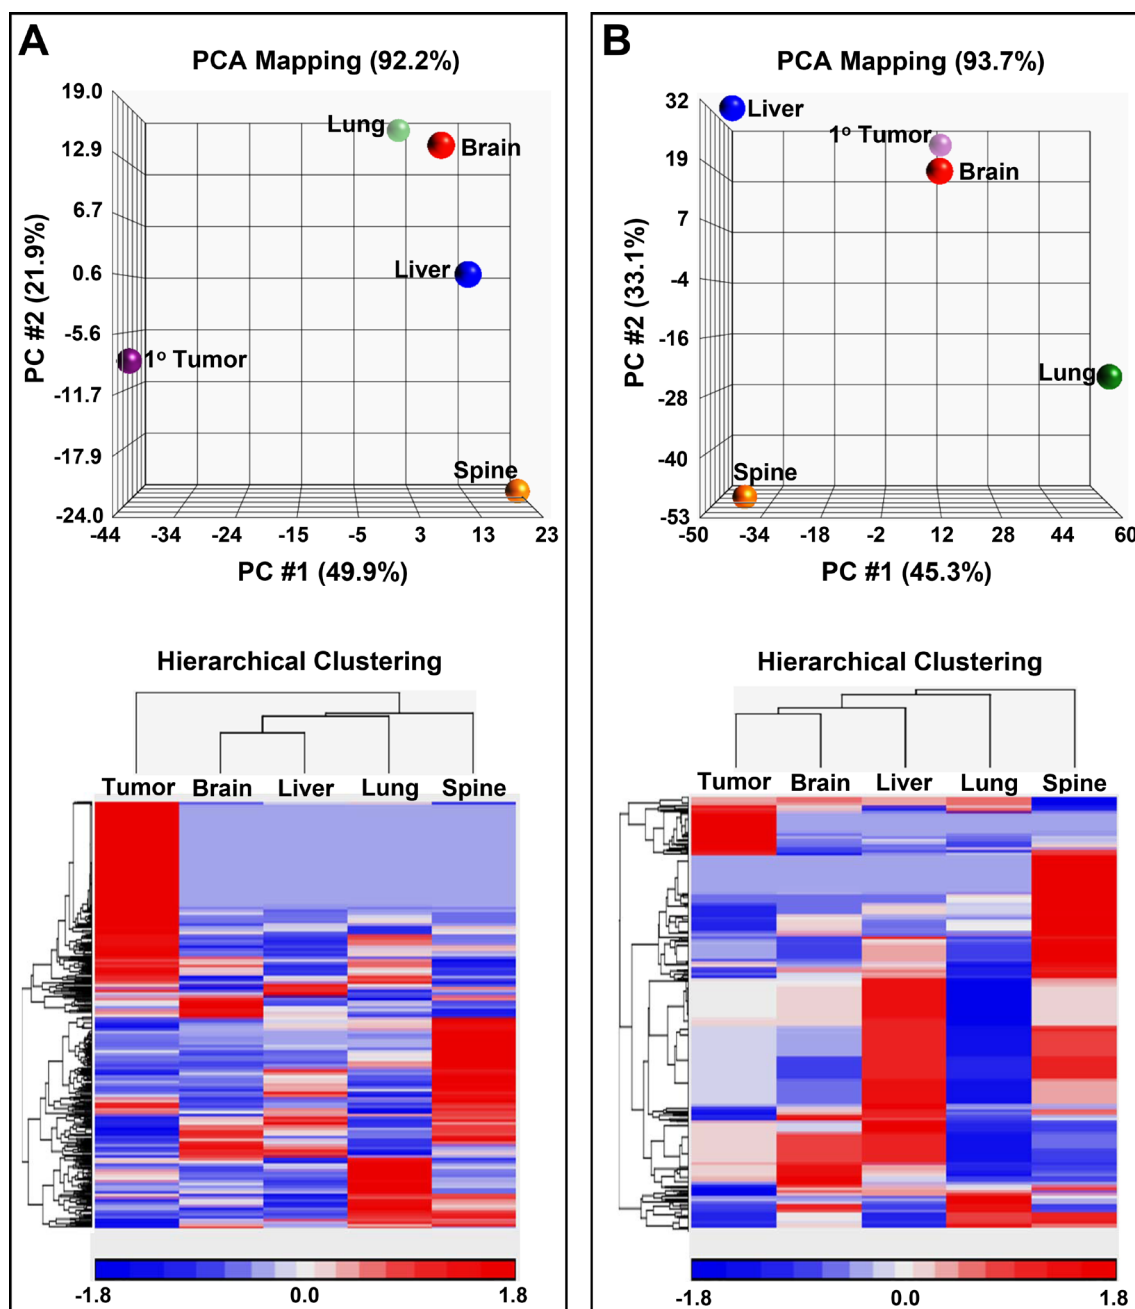 A
PCA Mapping (92.2%)
19.0
12.9
6.7
0.6
-5.6
-11.7
-17.9
-24.0
PC #2 (21.9%)
Lung
Brain
Liver
1º Tumor
Spine
-44 -34 -24 -15 -5 3 13 23
PC #1 (49.9%)
Hierarchical Clustering
Tumor Brain Liver Lung Spine
-1.8 0.0 1.8
B
PCA Mapping (93.7%)
32
19
7
-4
-16
-28
-40
-53
PC #2 (33.1%)
Liver
1º Tumor
Brain
Lung
Spine
-50 -34 -18 -2 12 28 44 60
PC #1 (45.3%)
Hierarchical Clustering
Tumor Brain Liver Lung Spine
-1.8 0.0 1.8